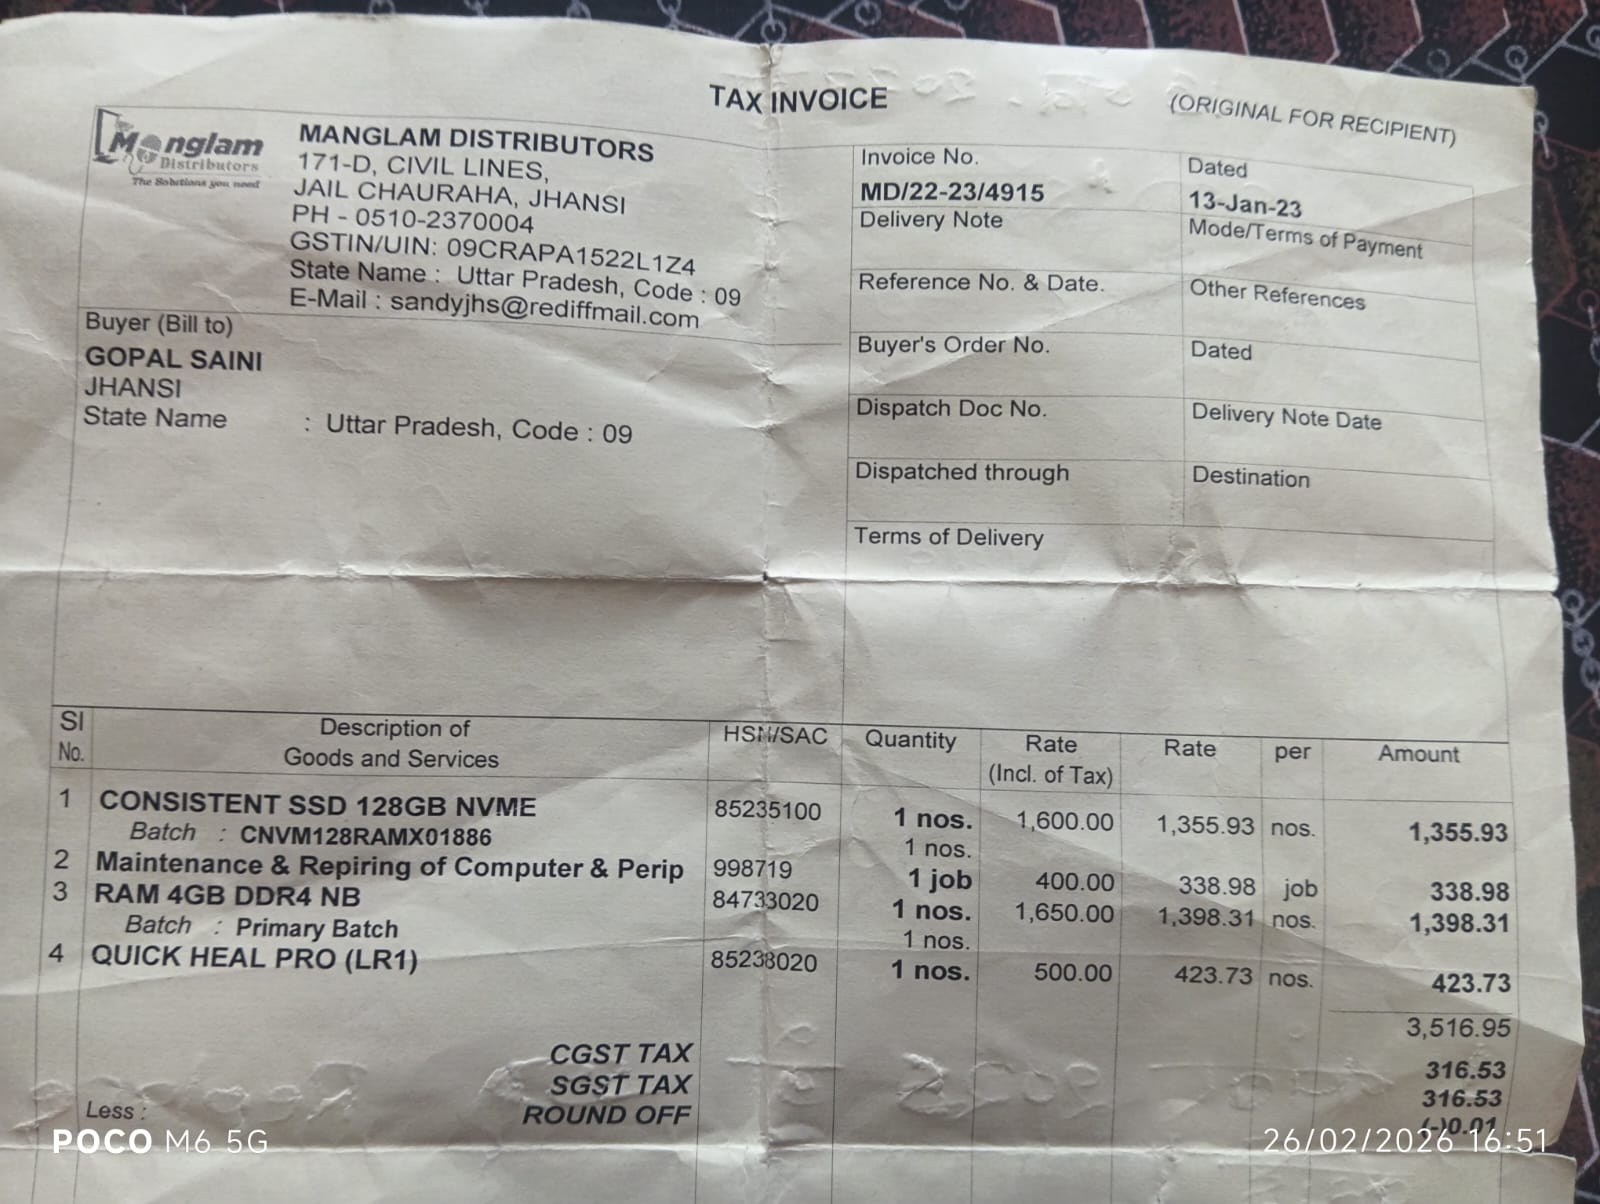 TAX INVOICE
(ORIGINAL FOR RECIPIENT)
Manglam
Distributors
The Solutions you need
MANGLAM DISTRIBUTORS
171-D, CIVIL LINES,
JAIL CHAURAHA, JHANSI
PH - 0510-2370004
GSTIN/UIN: 09CRAPA1522L1Z4
State Name : Uttar Pradesh, Code : 09
E-Mail : sandyjhs@rediffmail.com
Invoice No. Dated
MD/22-23/4915 13-Jan-23
Delivery Note Mode/Terms of Payment
Reference No. & Date. Other References
Buyer's Order No. Dated
Dispatch Doc No. Delivery Note Date
Dispatched through Destination
Terms of Delivery
Buyer (Bill to)
GOPAL SAINI
JHANSI
State Name : Uttar Pradesh, Code : 09
Sl No. Description of Goods and Services HSN/SAC Quantity Rate (Incl. of Tax) Rate per Amount
1 CONSISTENT SSD 128GB NVME 85235100 1 nos. 1,600.00 1,355.93 nos. 1,355.93
Batch : CNVM128RAMX01886 1 nos.
2 Maintenance & Repiring of Computer & Perip 998719 1 job 400.00 338.98 job 338.98
3 RAM 4GB DDR4 NB 84733020 1 nos. 1,650.00 1,398.31 nos. 1,398.31
Batch : Primary Batch 1 nos.
4 QUICK HEAL PRO (LR1) 85238020 1 nos. 500.00 423.73 nos. 423.73
3,516.95
CGST TAX 316.53
SGST TAX 316.53
Less : ROUND OFF (-)0.01
POCO M6 5G
26/02/2026 16:51